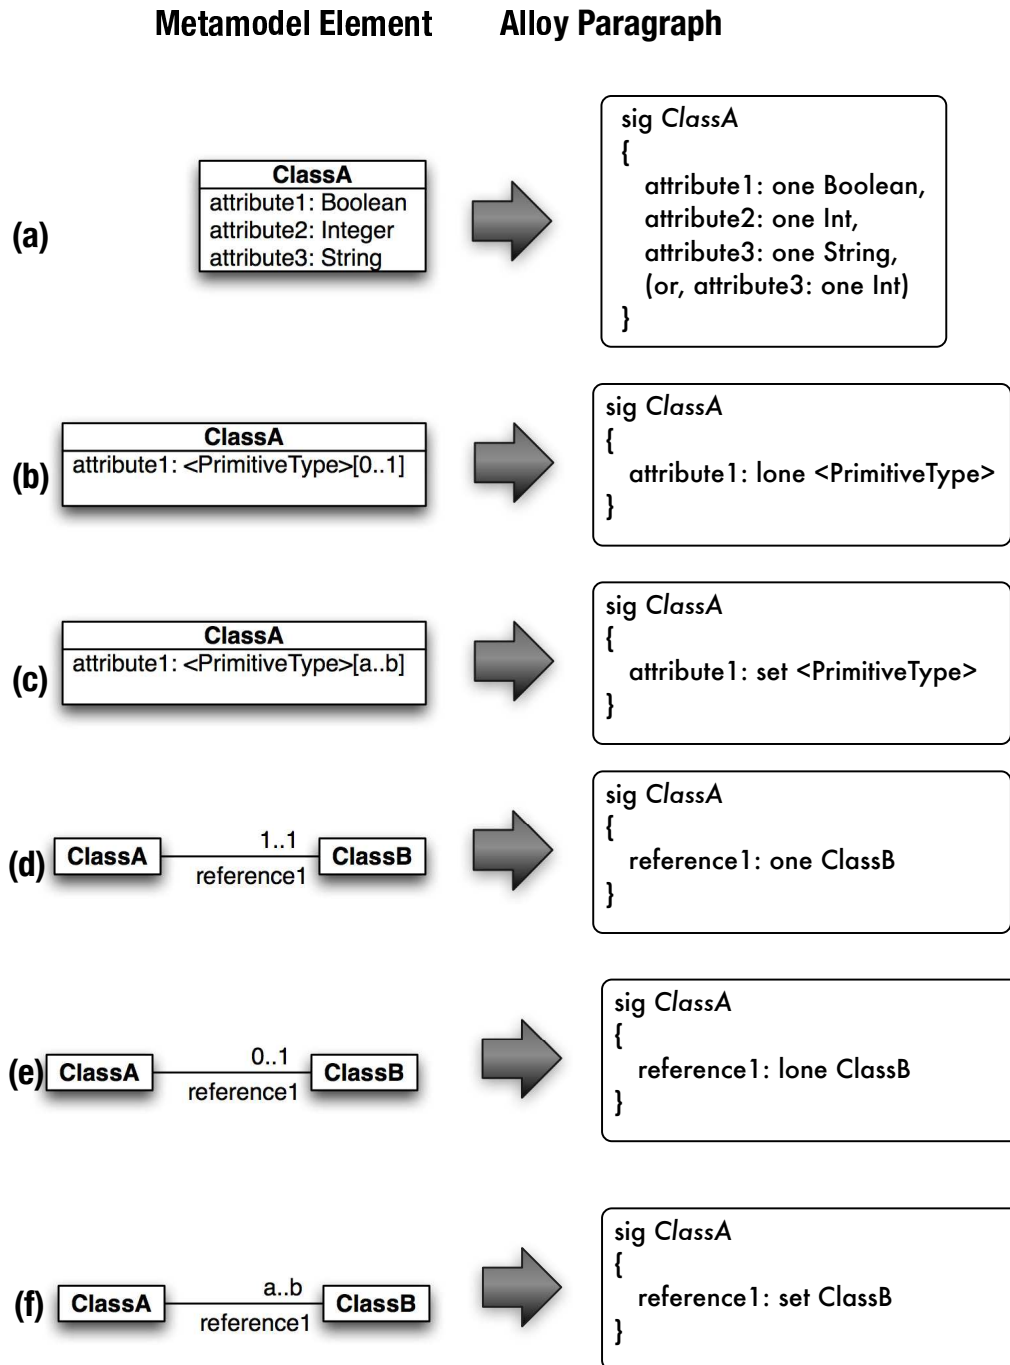 Metamodel Element Alloy Paragraph
(a)
ClassA
attribute1: Boolean
attribute2: Integer
attribute3: String
sig ClassA
{
attribute1: one Boolean,
attribute2: one Int,
attribute3: one String,
(or, attribute3: one Int)
}
(b)
ClassA
attribute1: <PrimitiveType>[0..1]
sig ClassA
{
attribute1: lone <PrimitiveType>
}
(c)
ClassA
attribute1: <PrimitiveType>[a..b]
sig ClassA
{
attribute1: set <PrimitiveType>
}
(d)
ClassA
1..1
reference1
ClassB
sig ClassA
{
reference1: one ClassB
}
(e)
ClassA
0..1
reference1
ClassB
sig ClassA
{
reference1: lone ClassB
}
(f)
ClassA
a..b
reference1
ClassB
sig ClassA
{
reference1: set ClassB
}